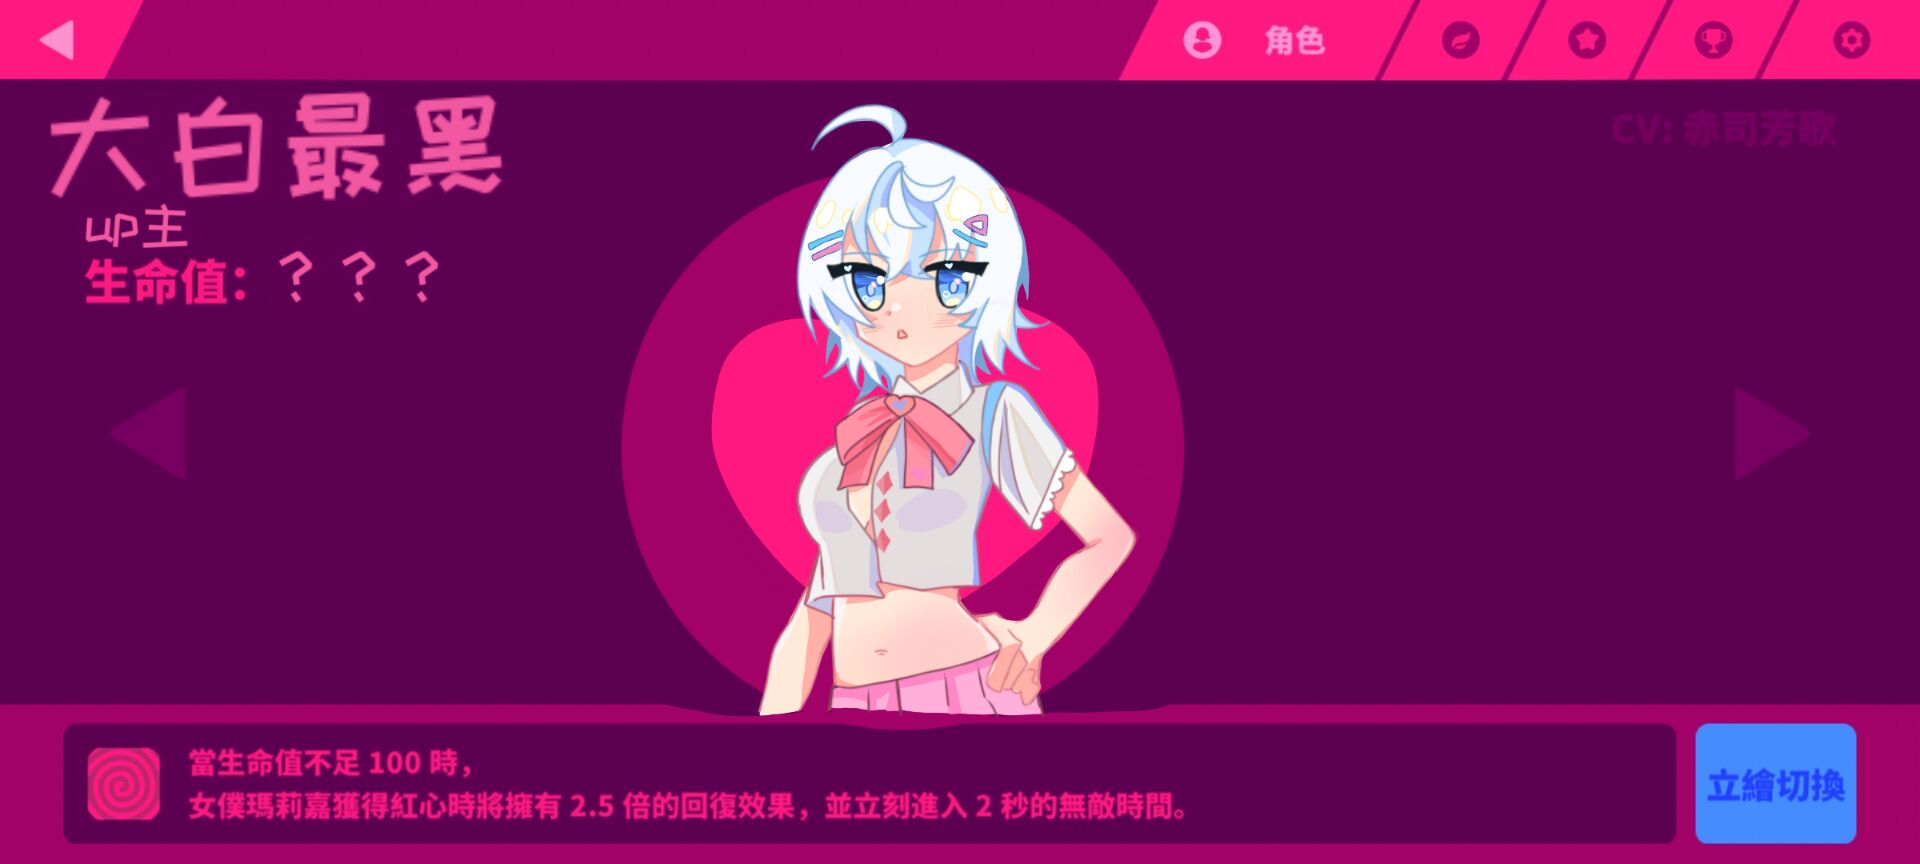 角色
大白最黑
CV: 赤司芳歌
up主
生命值：？？？
當生命值不足 100 時，
女僕瑪莉嘉獲得紅心時將擁有 2.5 倍的回復效果，並立刻進入 2 秒的無敵時間。
立繪切換